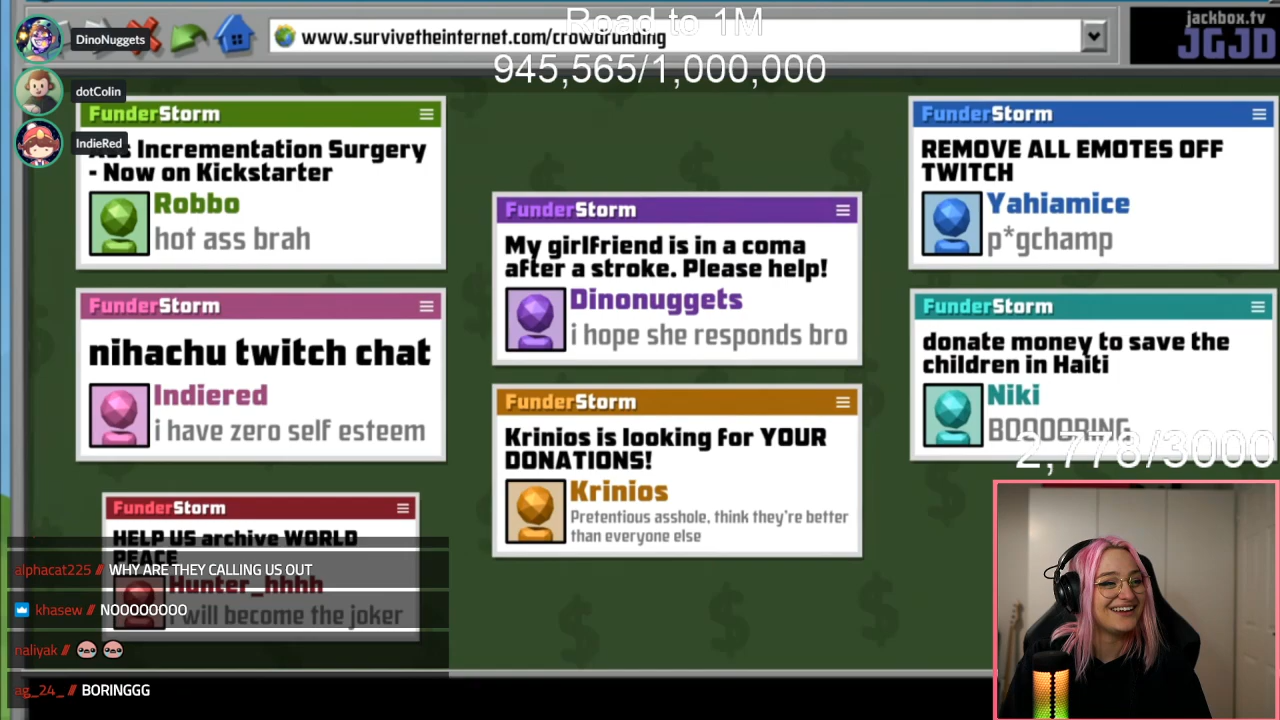 Road to 1M
945,565/1,000,000
www.survivetheinternet.com/crowdfunding
jackbox.tv
JGJD
DinoNuggets
dotColin
IndieRed
FunderStorm
Incrementation Surgery
- Now on Kickstarter
Robbo
hot ass brah
FunderStorm
nihachu twitch chat
Indiered
i have zero self esteem
FunderStorm
HELP US archive WORLD
PEACE
Hunter_hhhh
i will become the joker
FunderStorm
My girlfriend is in a coma
after a stroke. Please help!
Dinonuggets
i hope she responds bro
FunderStorm
Krinios is looking for YOUR
DONATIONS!
Krinios
Pretentious asshole, think they're better
than everyone else
FunderStorm
REMOVE ALL EMOTES OFF
TWITCH
Yahiamice
p*gchamp
FunderStorm
donate money to save the
children in Haiti
Niki
BOOOORING
2,778/3000
alphacat225 // WHY ARE THEY CALLING US OUT
khasew // NOOOOOOOO
naliyak //
ag_24_ // BORINGGG